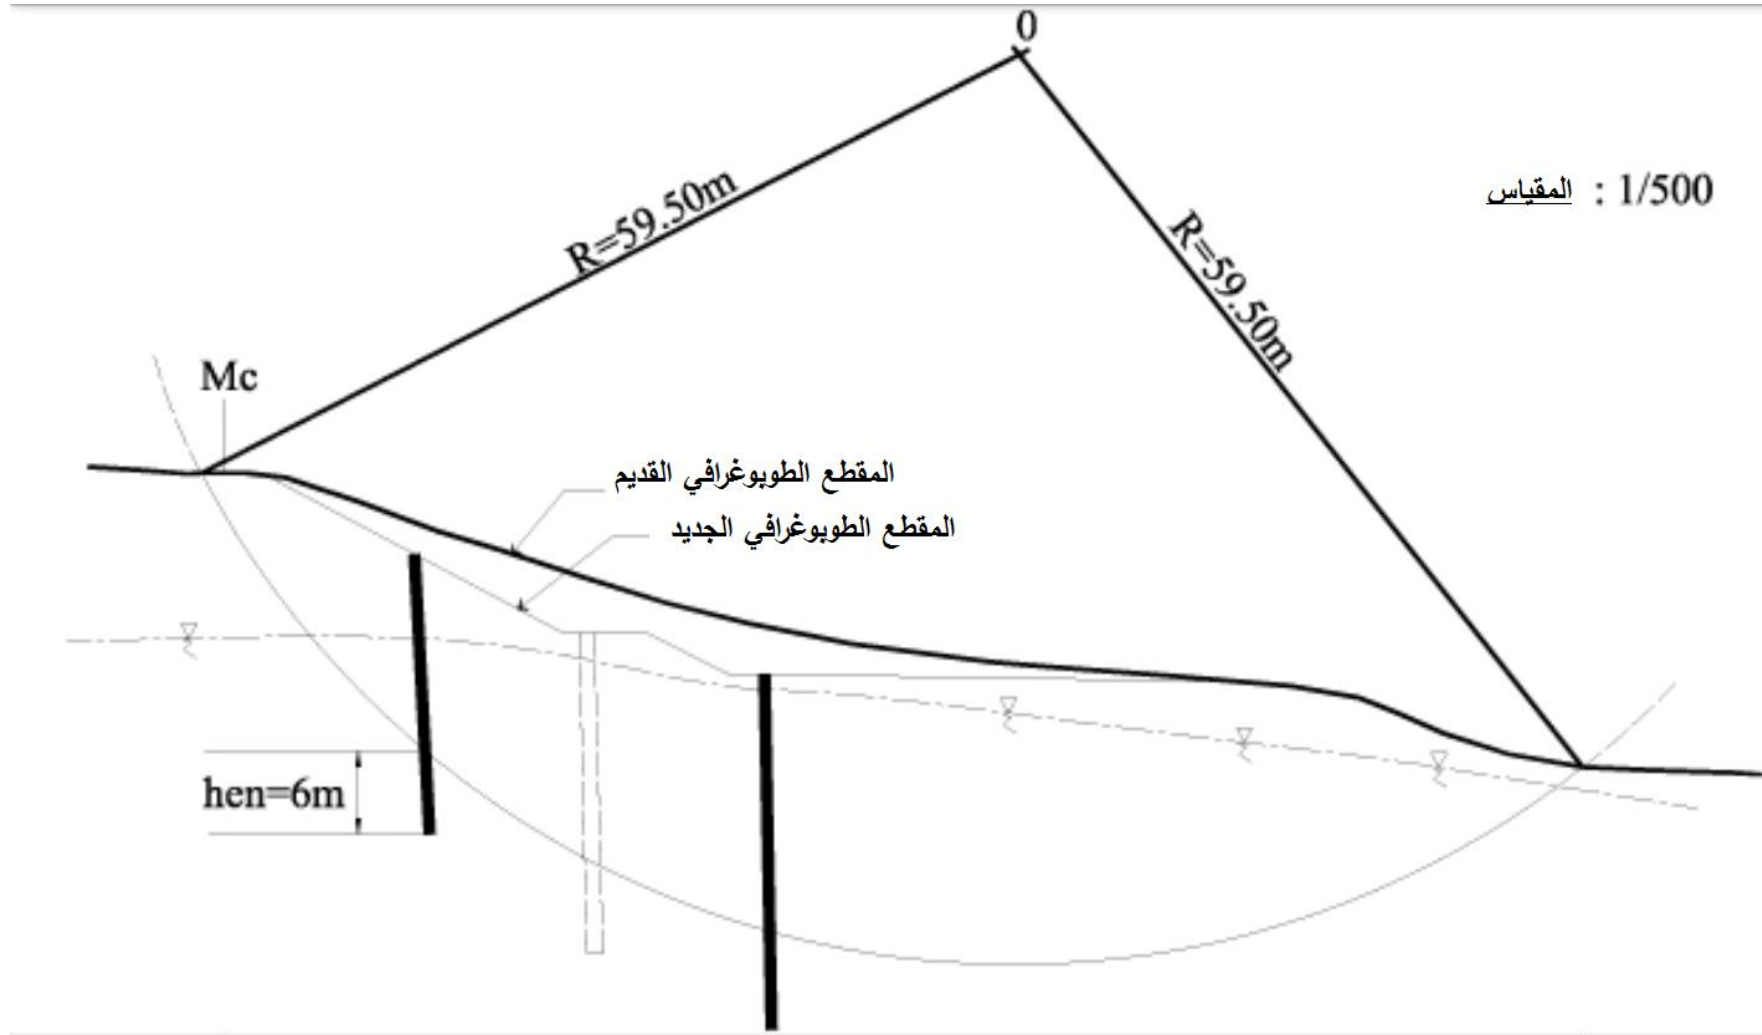 0
R=59.50m
R=59.50m
المقياس : 1/500
Mc
المقطع الطوبوغرافي القديم
المقطع الطوبوغرافي الجديد
hen=6m